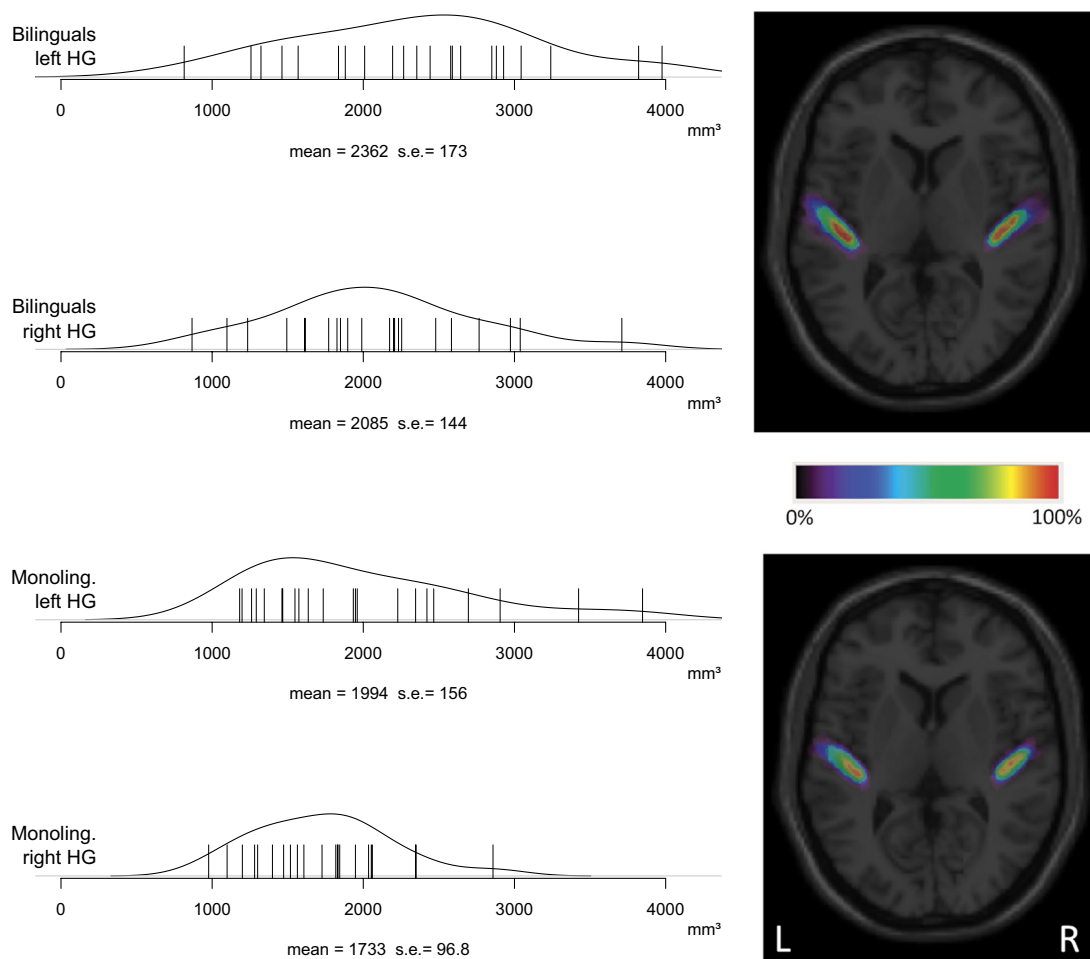 Bilinguals
left HG
0 1000 2000 3000 4000
mm³
mean = 2362 s.e.= 173
Bilinguals
right HG
0 1000 2000 3000 4000
mm³
mean = 2085 s.e.= 144
0% 100%
Monoling.
left HG
0 1000 2000 3000 4000
mm³
mean = 1994 s.e.= 156
Monoling.
right HG
0 1000 2000 3000 4000
mm³
mean = 1733 s.e.= 96.8
L R